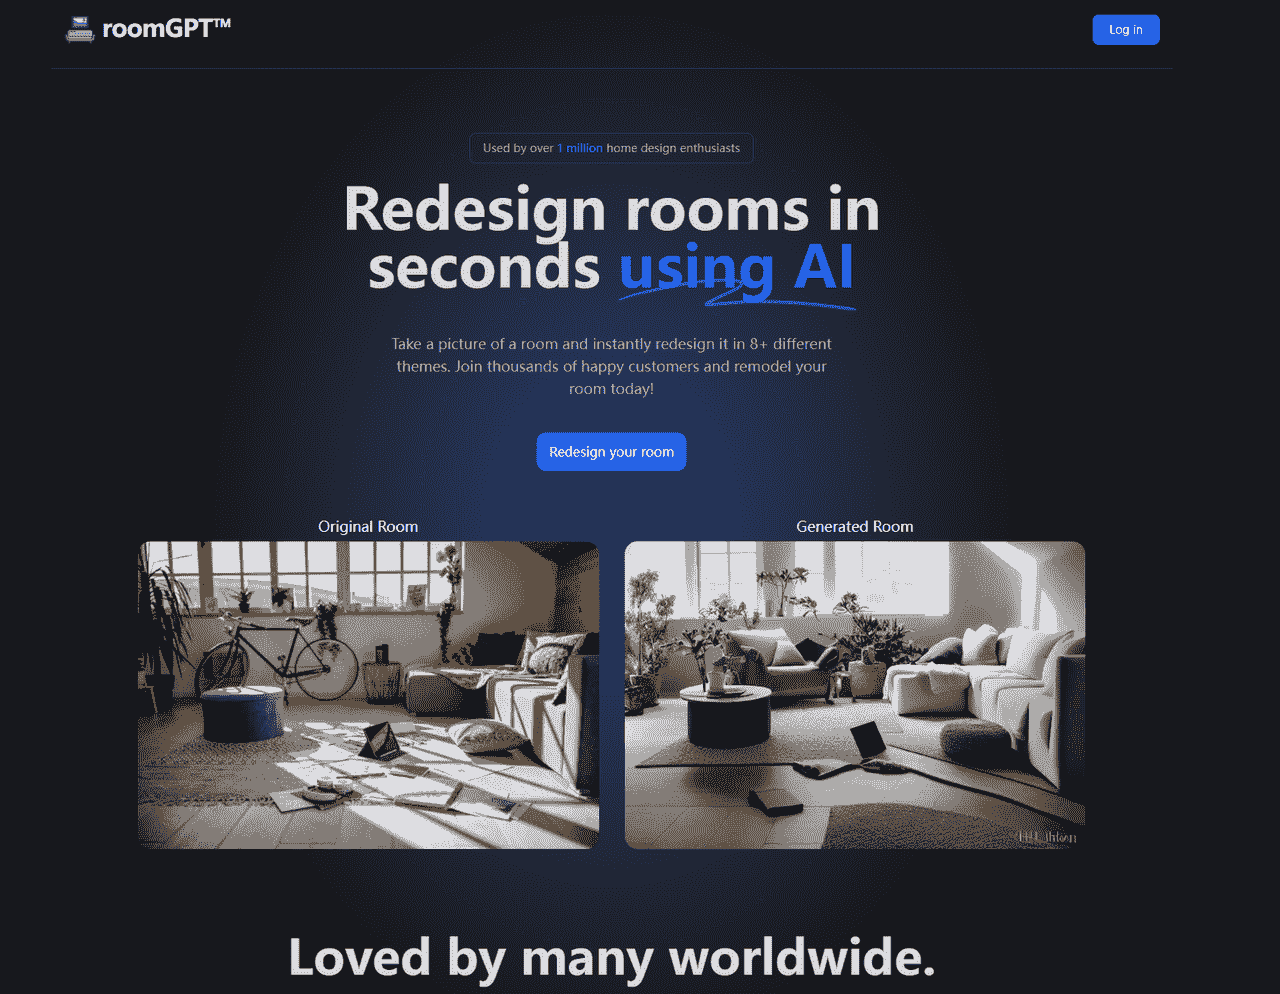 roomGPT™
Log in
Used by over 1 million home design enthusiasts
Redesign rooms in
seconds using AI
Take a picture of a room and instantly redesign it in 8+ different
themes. Join thousands of happy customers and remodel your
room today!
Redesign your room
Original Room
Generated Room
Loved by many worldwide.